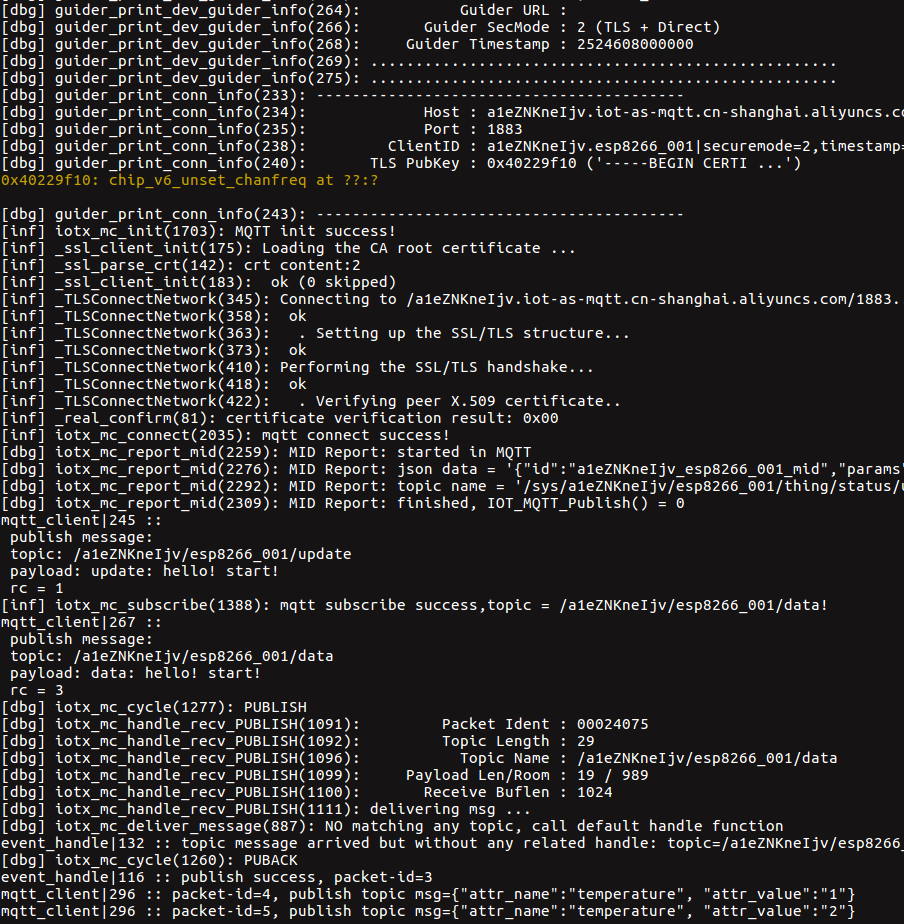 [dbg] guider_print_dev_guider_info(264):           Guider URL :
[dbg] guider_print_dev_guider_info(266):       Guider SecMode : 2 (TLS + Direct)
[dbg] guider_print_dev_guider_info(268):     Guider Timestamp : 2524608000000
[dbg] guider_print_dev_guider_info(269): ....................................................
[dbg] guider_print_dev_guider_info(275): ....................................................
[dbg] guider_print_conn_info(233): -----------------------------------------
[dbg] guider_print_conn_info(234):             Host : a1eZNKneIjv.iot-as-mqtt.cn-shanghai.aliyuncs.co
[dbg] guider_print_conn_info(235):             Port : 1883
[dbg] guider_print_conn_info(238):         ClientID : a1eZNKneIjv.esp8266_001|securemode=2,timestamp=
[dbg] guider_print_conn_info(240):       TLS PubKey : 0x40229f10 ('-----BEGIN CERTI ...')
0x40229f10: chip_v6_unset_chanfreq at ??:?
[dbg] guider_print_conn_info(243): -----------------------------------------
[inf] iotx_mc_init(1703): MQTT init success!
[inf] _ssl_client_init(175): Loading the CA root certificate ...
[inf] _ssl_parse_crt(142): crt content:2
[inf] _ssl_client_init(183):  ok (0 skipped)
[inf] _TLSConnectNetwork(345): Connecting to /a1eZNKneIjv.iot-as-mqtt.cn-shanghai.aliyuncs.com/1883.
[inf] _TLSConnectNetwork(358):  ok
[inf] _TLSConnectNetwork(363):   . Setting up the SSL/TLS structure...
[inf] _TLSConnectNetwork(373):  ok
[inf] _TLSConnectNetwork(410): Performing the SSL/TLS handshake...
[inf] _TLSConnectNetwork(418):  ok
[inf] _TLSConnectNetwork(422):   . Verifying peer X.509 certificate..
[inf] _real_confirm(81): certificate verification result: 0x00
[inf] iotx_mc_connect(2035): mqtt connect success!
[dbg] iotx_mc_report_mid(2259): MID Report: started in MQTT
[dbg] iotx_mc_report_mid(2276): MID Report: json data = '{"id":"a1eZNKneIjv_esp8266_001_mid","params"
[dbg] iotx_mc_report_mid(2292): MID Report: topic name = '/sys/a1eZNKneIjv/esp8266_001/thing/status/u
[dbg] iotx_mc_report_mid(2309): MID Report: finished, IOT_MQTT_Publish() = 0
mqtt_client|245 ::
 publish message:
 topic: /a1eZNKneIjv/esp8266_001/update
 payload: update: hello! start!
 rc = 1
[inf] iotx_mc_subscribe(1388): mqtt subscribe success,topic = /a1eZNKneIjv/esp8266_001/data!
mqtt_client|267 ::
 publish message:
 topic: /a1eZNKneIjv/esp8266_001/data
 payload: data: hello! start!
 rc = 3
[dbg] iotx_mc_cycle(1277): PUBLISH
[dbg] iotx_mc_handle_recv_PUBLISH(1091):         Packet Ident : 00024075
[dbg] iotx_mc_handle_recv_PUBLISH(1092):         Topic Length : 29
[dbg] iotx_mc_handle_recv_PUBLISH(1096):           Topic Name : /a1eZNKneIjv/esp8266_001/data
[dbg] iotx_mc_handle_recv_PUBLISH(1099):     Payload Len/Room : 19 / 989
[dbg] iotx_mc_handle_recv_PUBLISH(1100):       Receive Buflen : 1024
[dbg] iotx_mc_handle_recv_PUBLISH(1111): delivering msg ...
[dbg] iotx_mc_deliver_message(887): NO matching any topic, call default handle function
event_handle|132 :: topic message arrived but without any related handle: topic=/a1eZNKneIjv/esp8266_
[dbg] iotx_mc_cycle(1260): PUBACK
event_handle|116 :: publish success, packet-id=3
mqtt_client|296 :: packet-id=4, publish topic msg={"attr_name":"temperature", "attr_value":"1"}
mqtt_client|296 :: packet-id=5, publish topic msg={"attr_name":"temperature", "attr_value":"2"}